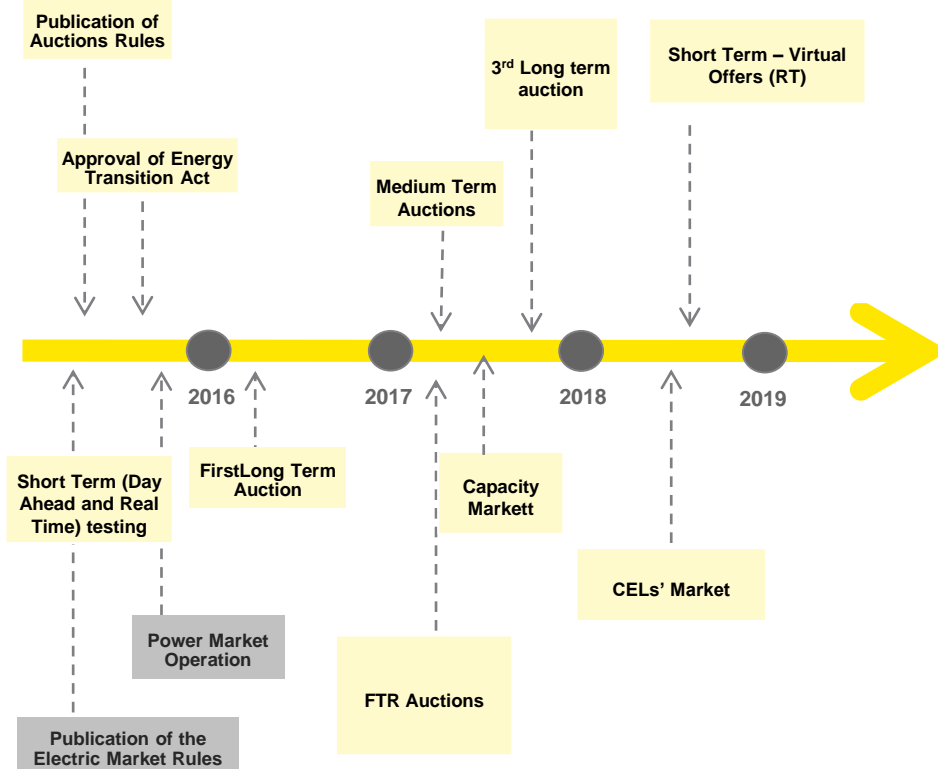 Publication of
Auctions Rules
3rd Long term
auction
Short Term – Virtual
Offers (RT)
Approval of Energy
Transition Act
Medium Term
Auctions
2016
2017
2018
2019
Short Term (Day
Ahead and Real
Time) testing
FirstLong Term
Auction
Capacity
Markett
CELs’ Market
Power Market
Operation
FTR Auctions
Publication of the
Electric Market Rules